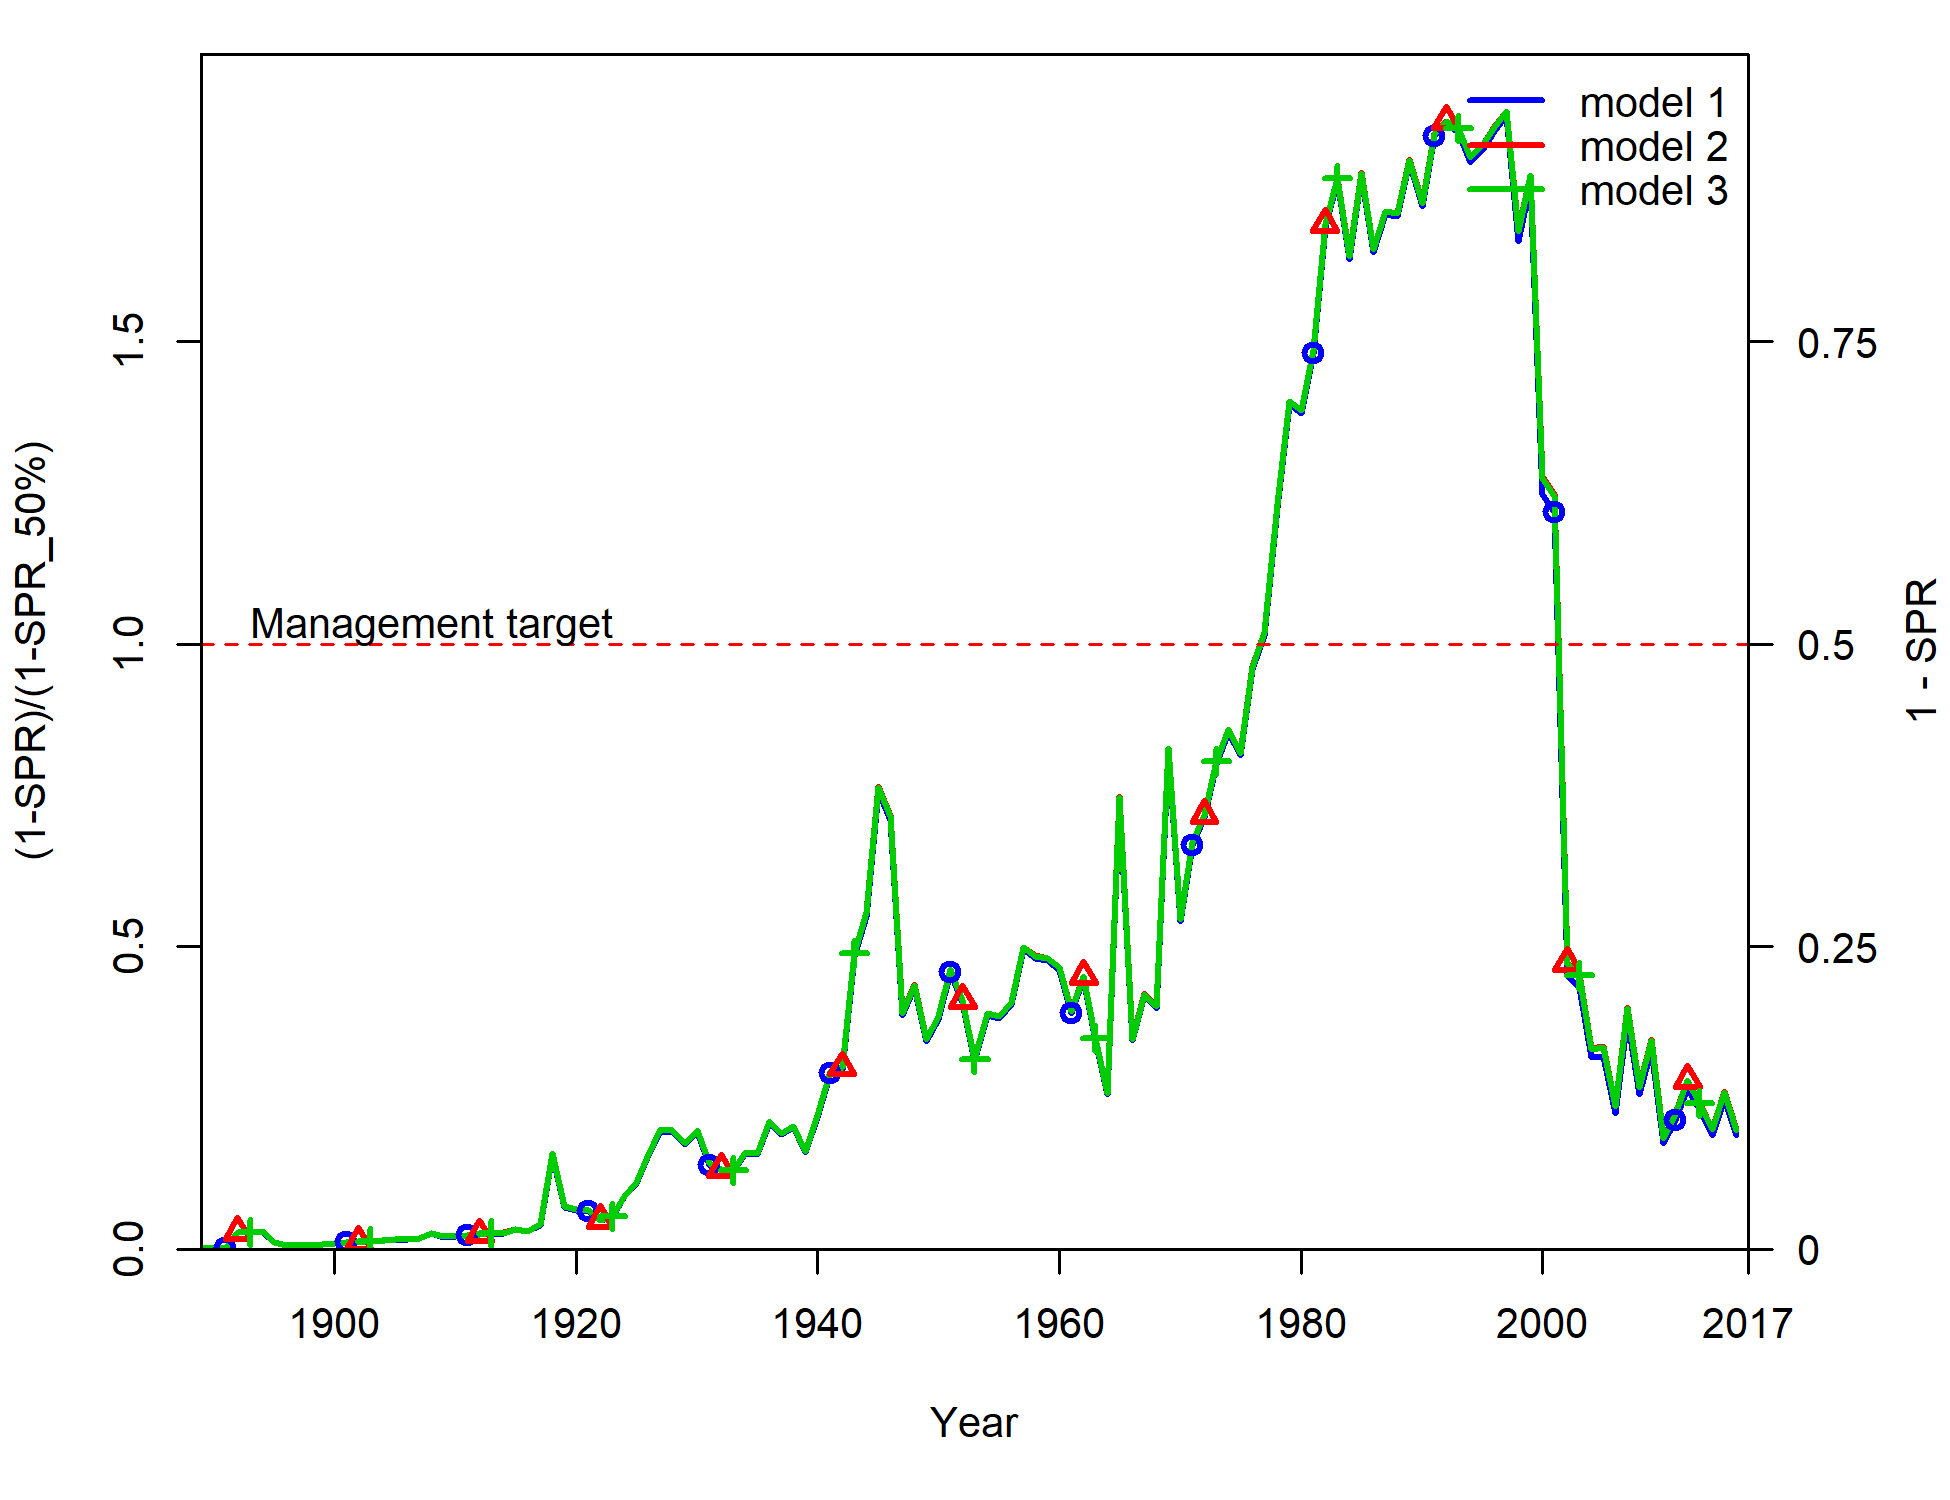 model 1
model 2
model 3
Management target
(1-SPR)/(1-SPR_50%)
1.5
1.0
0.5
0.0
0.75
0.5
0.25
0
1 - SPR
1900
1920
1940
1960
1980
2000
2017
Year